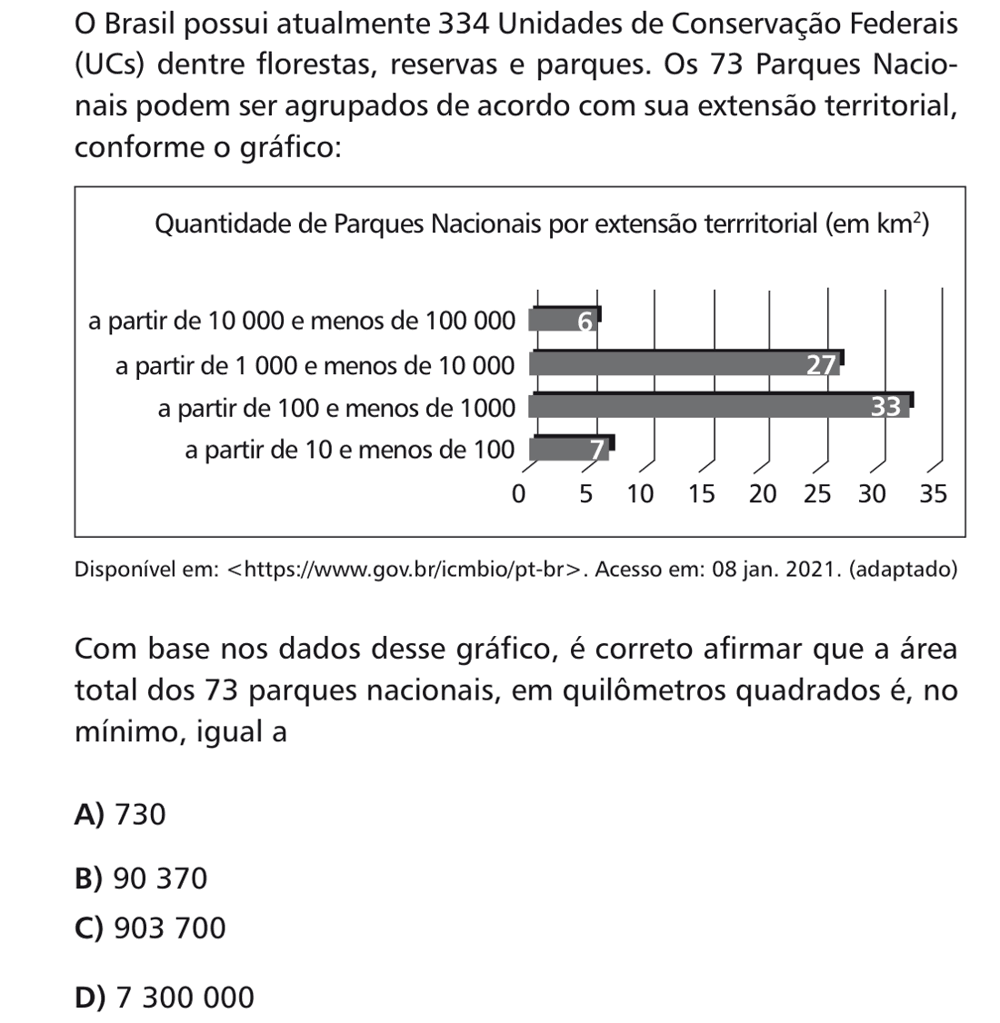 O Brasil possui atualmente 334 Unidades de Conservação Federais
(UCs) dentre florestas, reservas e parques. Os 73 Parques Nacio-
nais podem ser agrupados de acordo com sua extensão territorial,
conforme o gráfico:
Quantidade de Parques Nacionais por extensão terrritorial (em km²)
a partir de 10 000 e menos de 100 000 6
a partir de 1 000 e menos de 10 000 27
a partir de 100 e menos de 1000 33
a partir de 10 e menos de 100 7
0 5 10 15 20 25 30 35
Disponível em: <https://www.gov.br/icmbio/pt-br>. Acesso em: 08 jan. 2021. (adaptado)
Com base nos dados desse gráfico, é correto afirmar que a área
total dos 73 parques nacionais, em quilômetros quadrados é, no
mínimo, igual a
A) 730
B) 90 370
C) 903 700
D) 7 300 000